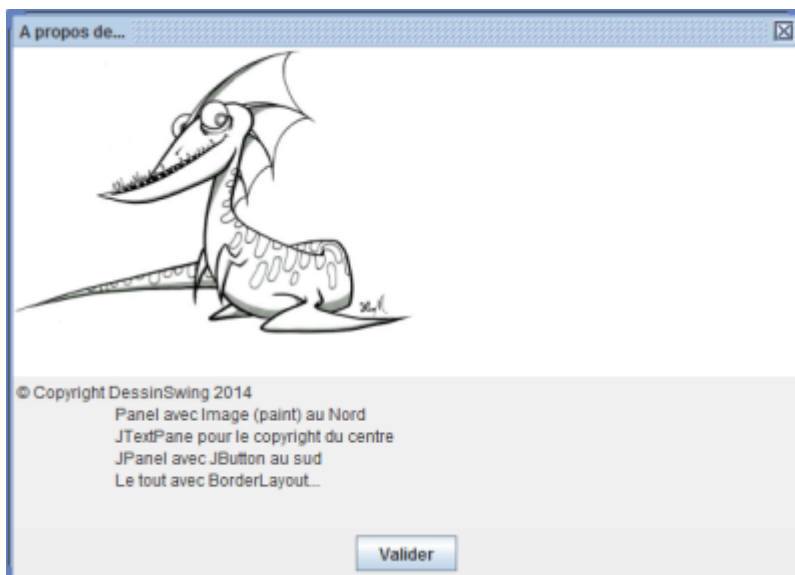 A propos de...
© Copyright DessinSwing 2014
Panel avec Image (paint) au Nord
JTextPane pour le copyright du centre
JPanel avec JButton au sud
Le tout avec BorderLayout...
Valider